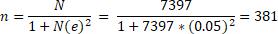 n = N / 1 + N(e)² = 7397 / 1 + 7397 * (0.05)² = 381